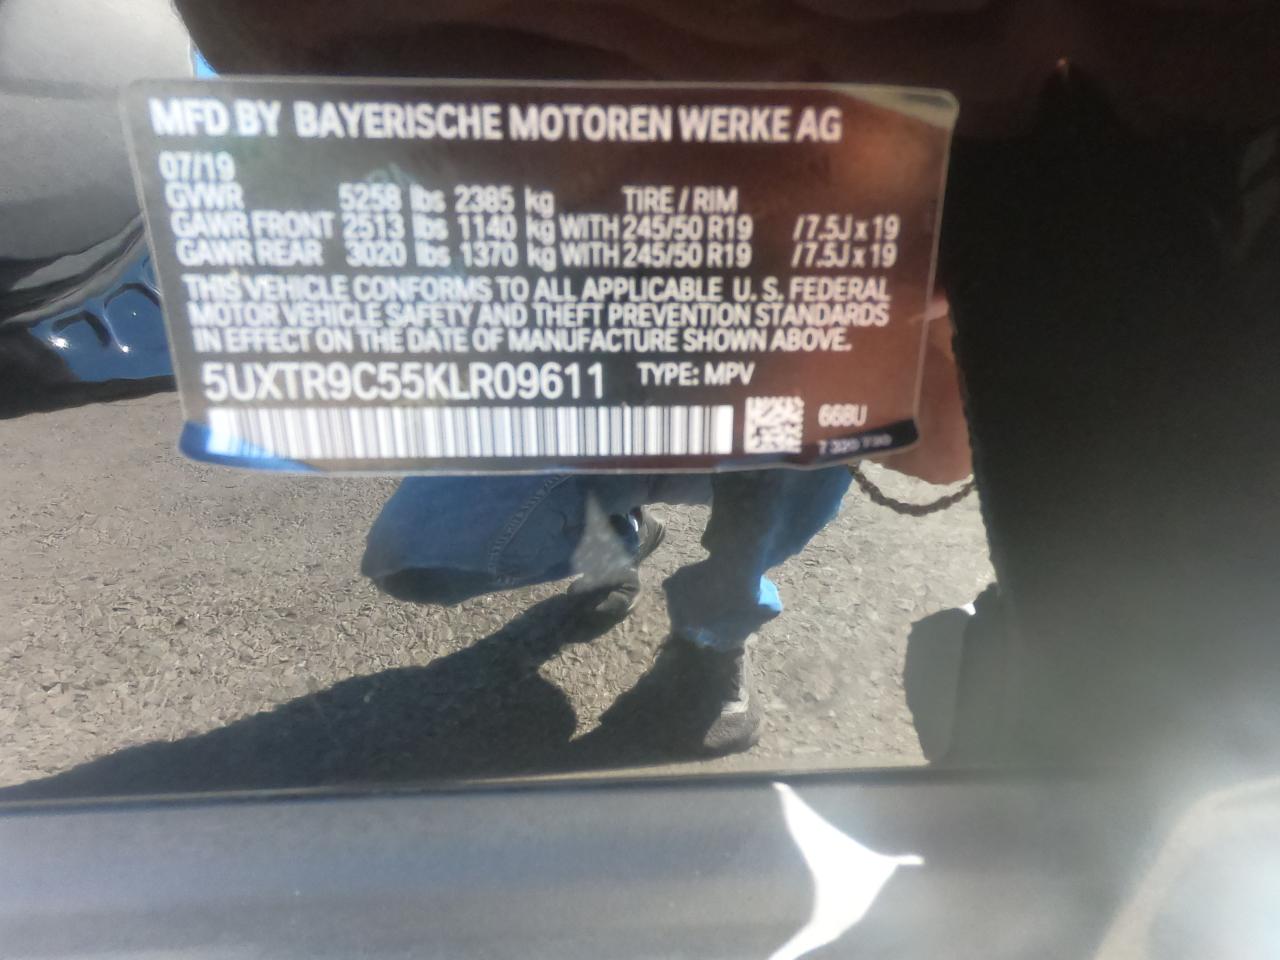 MFD BY BAYERISCHE MOTOREN WERKE AG
07/19
GVWR 5258 lbs 2385 kg TIRE / RIM
GAWR FRONT 2513 lbs 1140 kg WITH 245/50 R19 /7.5J x 19
GAWR REAR 3020 lbs 1370 kg WITH 245/50 R19 /7.5J x 19
THIS VEHICLE CONFORMS TO ALL APPLICABLE U. S. FEDERAL
MOTOR VEHICLE SAFETY AND THEFT PREVENTION STANDARDS
IN EFFECT ON THE DATE OF MANUFACTURE SHOWN ABOVE.
5UXTR9C55KLR09611 TYPE: MPV
668U